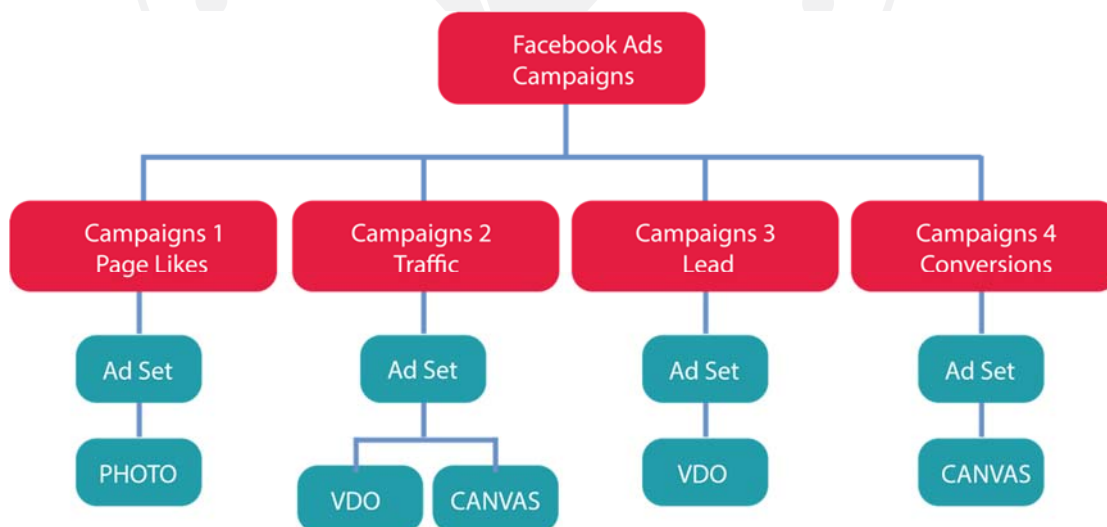 Facebook Ads
Campaigns
Campaigns 1
Page Likes
Campaigns 2
Traffic
Campaigns 3
Lead
Campaigns 4
Conversions
Ad Set
Ad Set
Ad Set
Ad Set
PHOTO
VDO
CANVAS
VDO
CANVAS